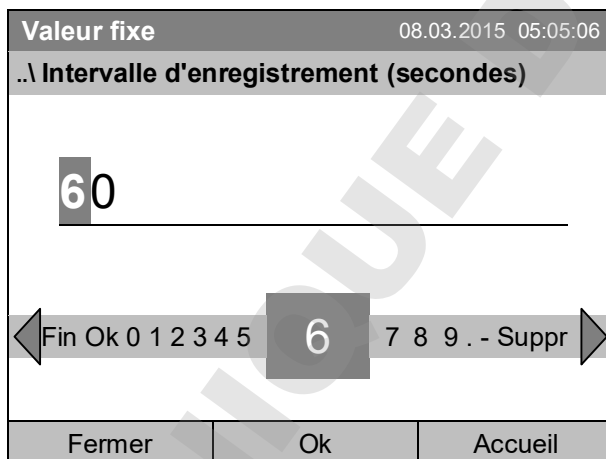 Valeur fixe 08.03.2015 05:05:06
..\ Intervalle d'enregistrement (secondes)
60
Fin Ok 0 1 2 3 4 5 6 7 8 9 . - Suppr
Fermer Ok Accueil